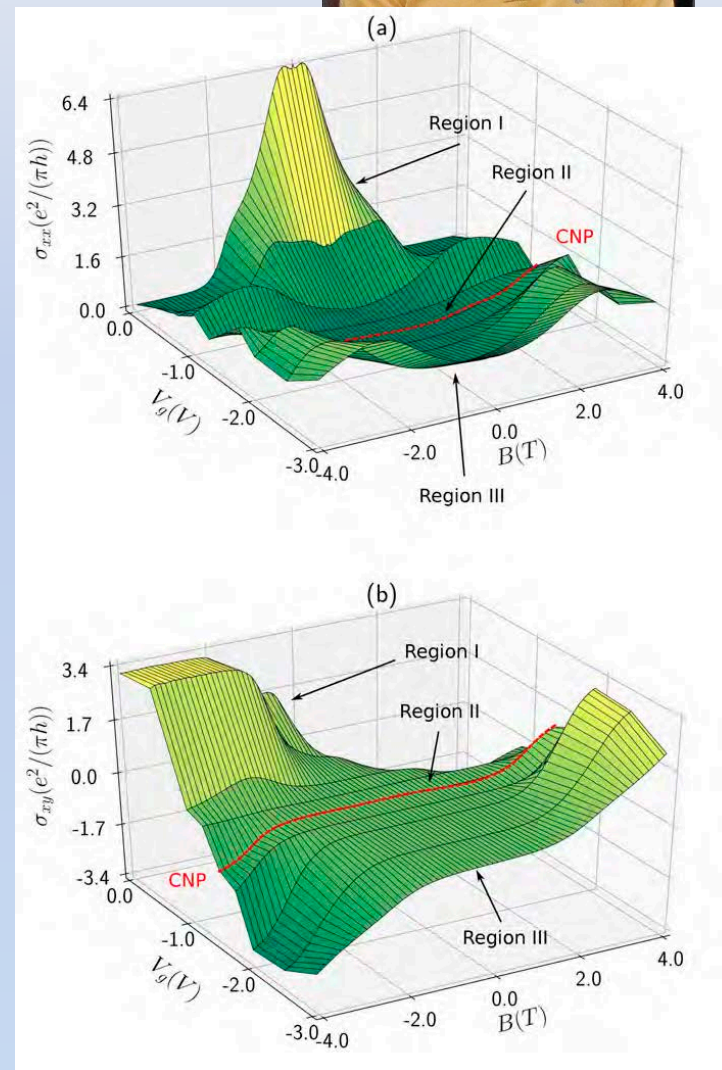 (a)
6.4
4.8
3.2
1.6
0.0
σxx(e²/(πh))
0.0
-1.0
-2.0
-3.0
Vg(V)
-4.0
-2.0
0.0
2.0
4.0
B(T)
Region I
Region II
CNP
Region III
(b)
3.4
1.7
0.0
-1.7
-3.4
σxy(e²/(πh))
0.0
-1.0
-2.0
-3.0
Vg(V)
-4.0
-2.0
0.0
2.0
4.0
B(T)
Region I
Region II
CNP
Region III